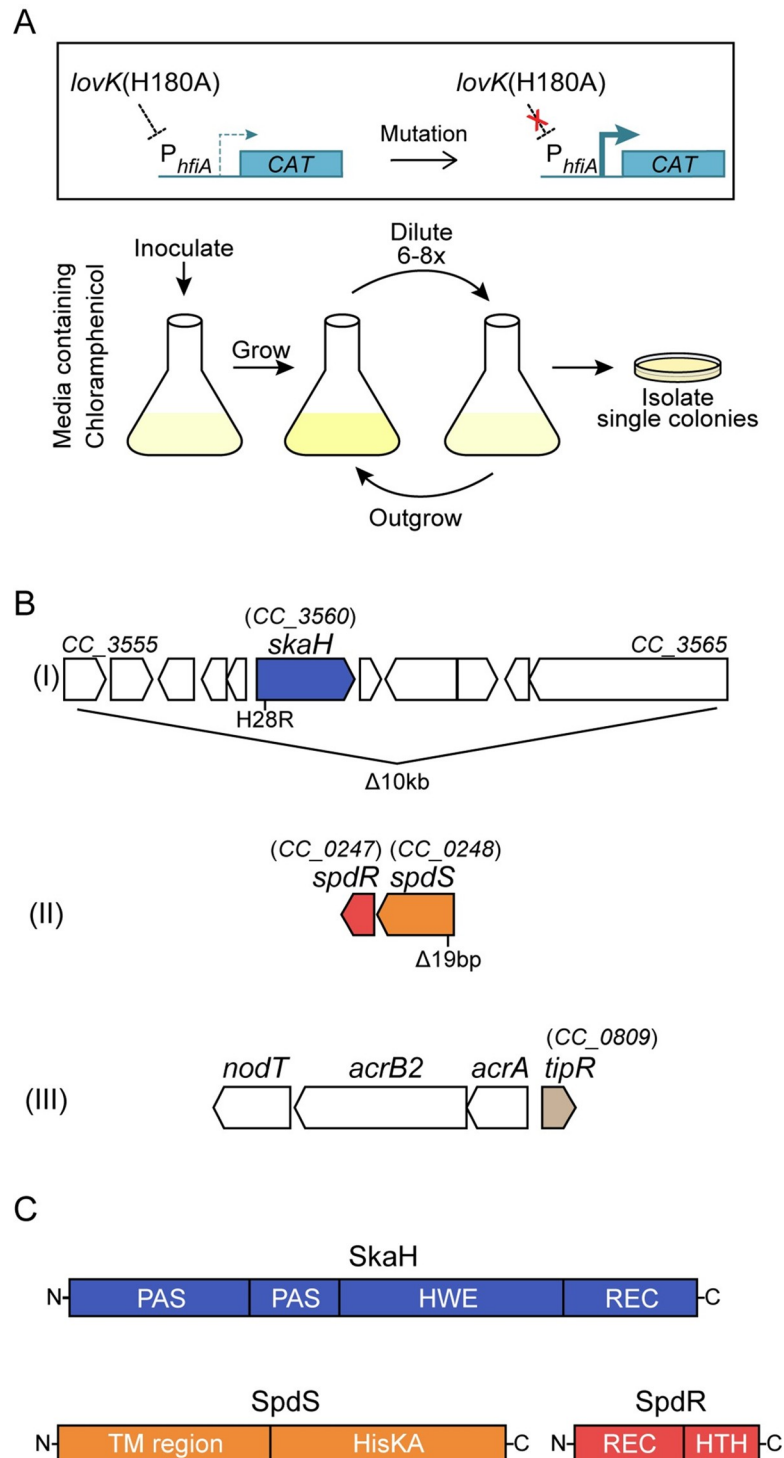 A
lovK(H180A)
lovK(H180A)
Mutation
P hfiA
CAT
P hfiA
CAT
Media containing
Chloramphenicol
Inoculate
Grow
Dilute
6-8x
Outgrow
Isolate
single colonies
B
(I)
CC_3555
(CC_3560)
skaH
CC_3565
H28R
Δ10kb
(II)
(CC_0247) (CC_0248)
spdR spdS
Δ19bp
(III)
(CC_0809)
nodT acrB2 acrA tipR
C
SkaH
N- PAS PAS HWE REC -C
SpdS
N- TM region HisKA -C
SpdR
N- REC HTH -C